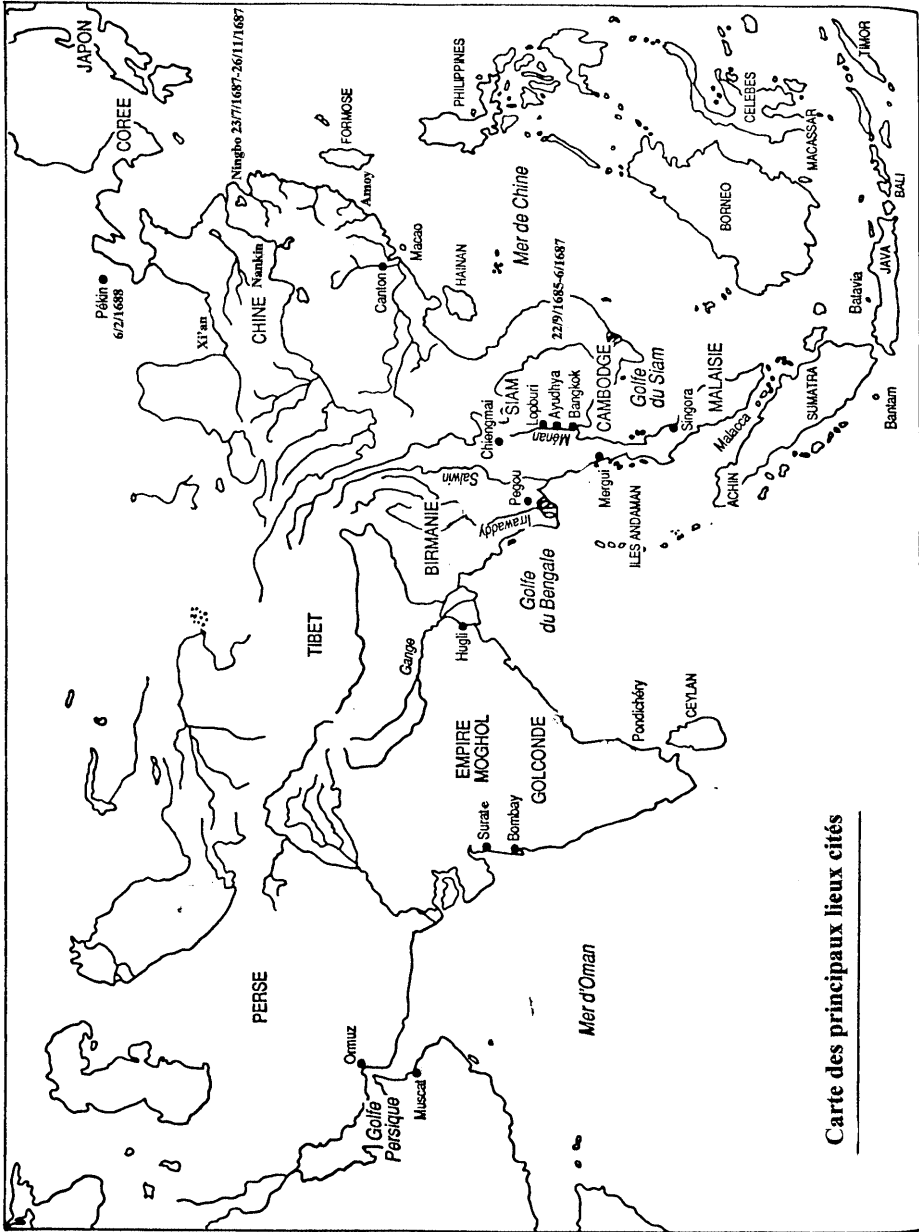 JAPON
COREE
Ningbo 23/7/1687-26/11/1687
Pékin
6/2/1688
Xi'an
CHINE
Nankin
FORMOSE
Amoy
Canton
Macao
HAINAN
PHILIPPINES
Mer de Chine
22/9/1685-6/1687
CELEBES
MACASSAR
TIMOR
BALI
BORNEO
JAVA
Batavia
Bantam
SUMATRA
ACHIN
Malacca
MALAISIE
Singora
Golfe
du Siam
CAMBODGE
SIAM
Chiengmai
Lopburi
Ayudhya
Bangkok
Ménan
Mergui
ILES ANDAMAN
Salwin
Pegou
Irrawaddy
BIRMANIE
Golfe
du Bengale
TIBET
Gange
Hugli
EMPIRE
MOGHOL
GOLCONDE
Pondichéry
CEYLAN
Surate
Bombay
PERSE
Ormuz
Golfe
Persique
Muscat
Mer d'Oman
Carte des principaux lieux cités